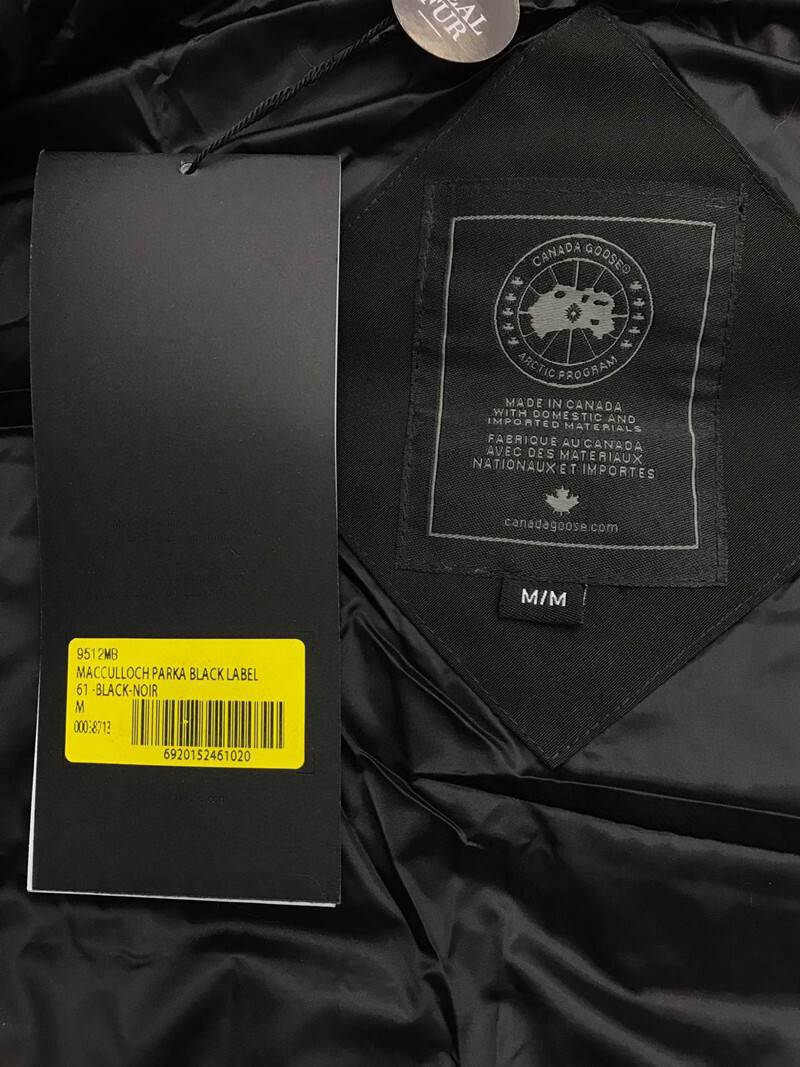 9512MB
MACCULLOCH PARKA BLACK LABEL
61 -BLACK-NOIR
M
6920152461020
CANADA GOOSE®
ARCTIC PROGRAM
MADE IN CANADA
WITH DOMESTIC AND
IMPORTED MATERIALS
FABRIQUE AU CANADA
AVEC DES MATERIAUX
NATIONAUX ET IMPORTES
canadagoose.com
M/M